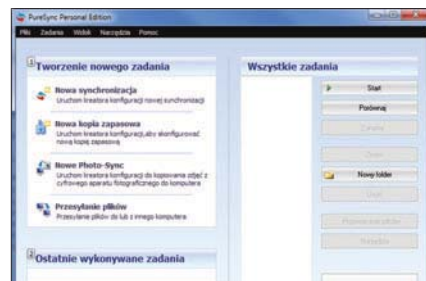 PureSync Personal Edition
Plik Zadania Widok Narzędzia Pomoc
Tworzenie nowego zadania
Nowa synchronizacja
Uruchom kreatora konfiguracji nowej synchronizacji
Nowa kopia zapasowa
Uruchom kreatora konfiguracji, aby skonfigurować
nową kopię zapasową
Nowe Photo-Sync
Uruchom kreatora konfiguracji do kopiowania zdjęć z
cyfrowego aparatu fotograficznego do komputera
Przesyłanie plików
Przesyłanie plików do lub z innego komputera
Ostatnie wykonywane zadania
Wszystkie zadania
Start
Porównaj
Zmień
Nowy folder
Usuń